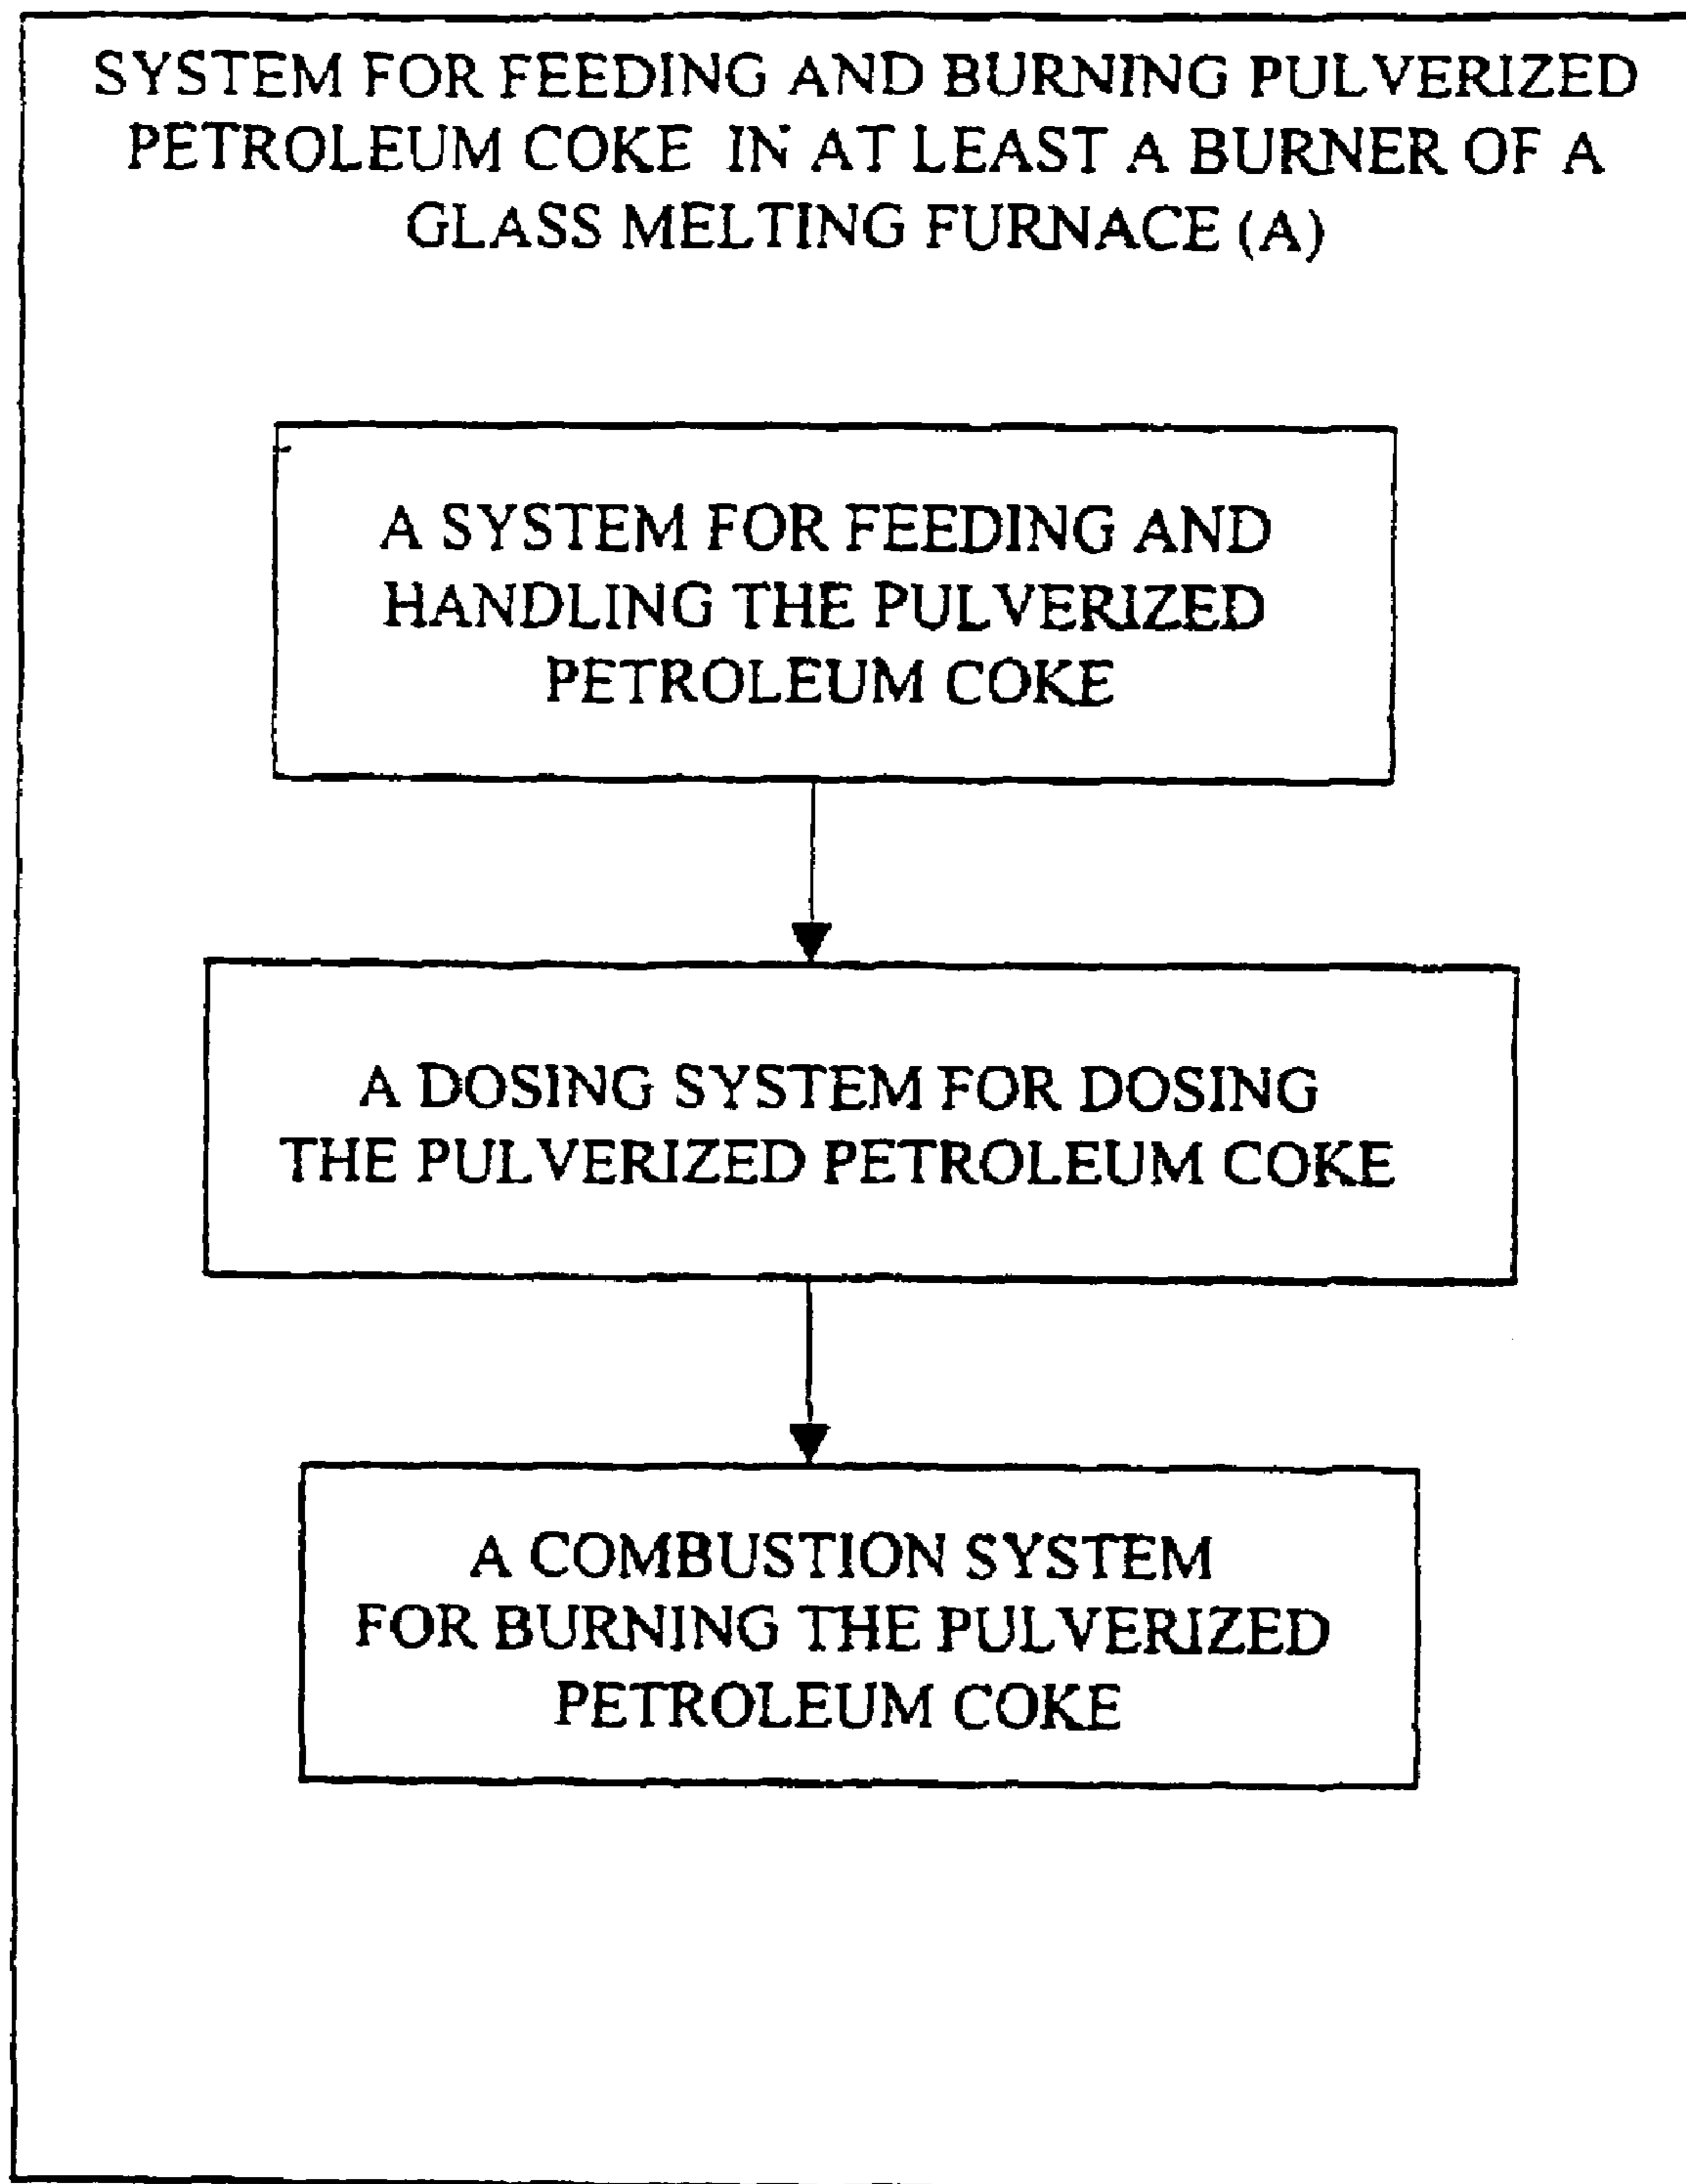 SYSTEM FOR FEEDING AND BURNING PULVERIZED
PETROLEUM COKE IN AT LEAST A BURNER OF A
GLASS MELTING FURNACE (A)
A SYSTEM FOR FEEDING AND
HANDLING THE PULVERIZED
PETROLEUM COKE
A DOSING SYSTEM FOR DOSING
THE PULVERIZED PETROLEUM COKE
A COMBUSTION SYSTEM
FOR BURNING THE PULVERIZED
PETROLEUM COKE